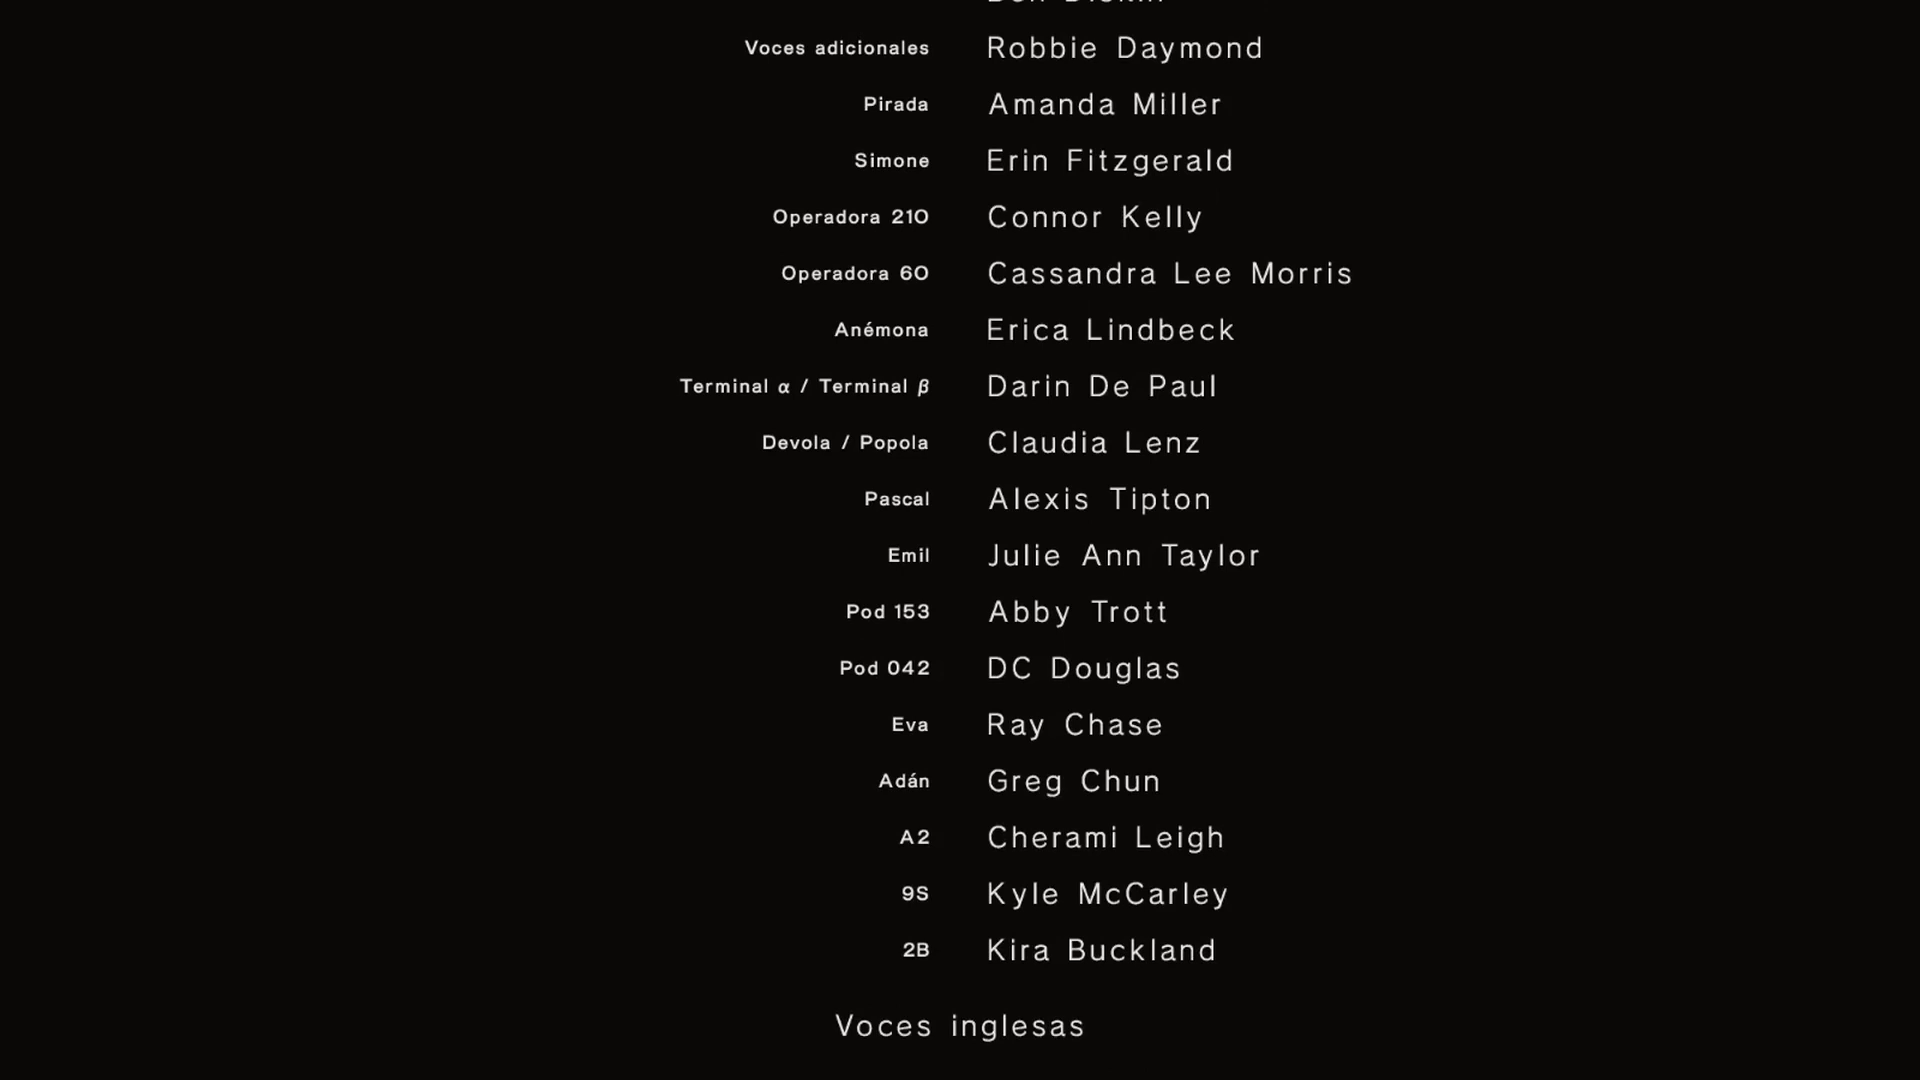 Voces adicionales Robbie Daymond
Pirada Amanda Miller
Simone Erin Fitzgerald
Operadora 21O Connor Kelly
Operadora 6O Cassandra Lee Morris
Anémona Erica Lindbeck
Terminal α / Terminal β Darin De Paul
Devola / Popola Claudia Lenz
Pascal Alexis Tipton
Emil Julie Ann Taylor
Pod 153 Abby Trott
Pod 042 DC Douglas
Eva Ray Chase
Adán Greg Chun
A2 Cherami Leigh
9S Kyle McCarley
2B Kira Buckland
Voces inglesas